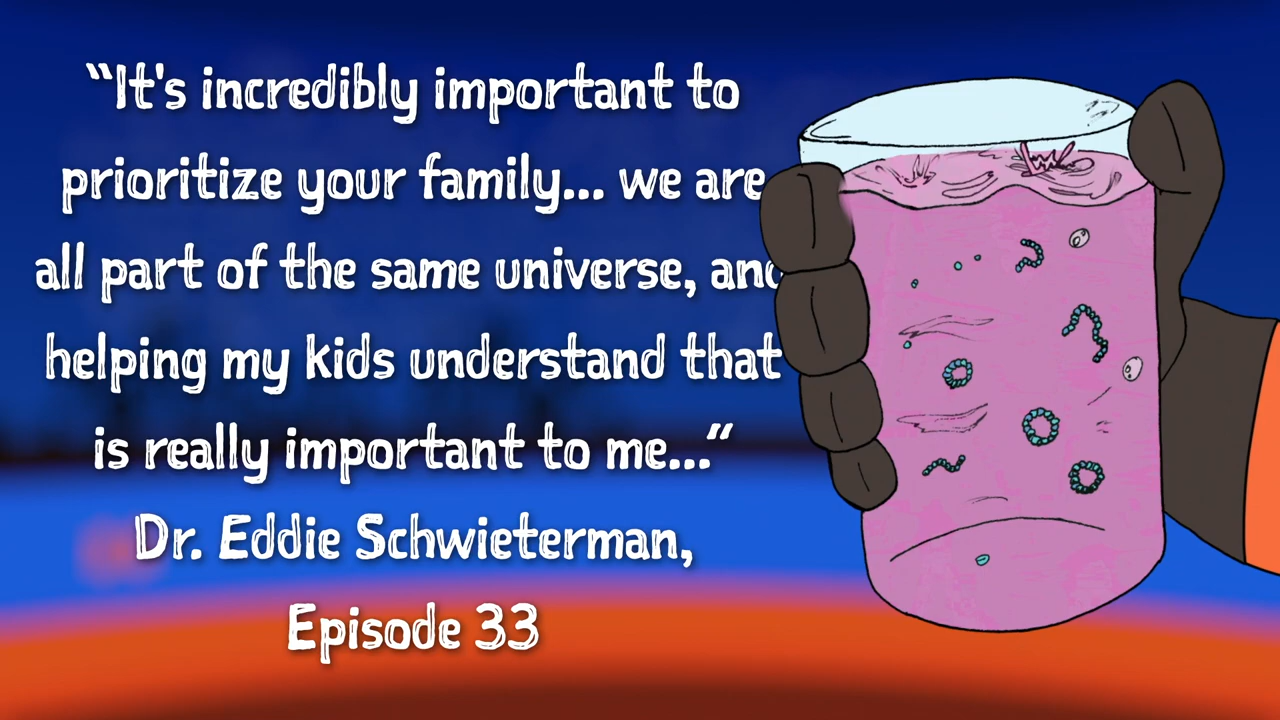 “It's incredibly important to
prioritize your family... we are
all part of the same universe, and
helping my kids understand that
is really important to me...“
Dr. Eddie Schwieterman,
Episode 33